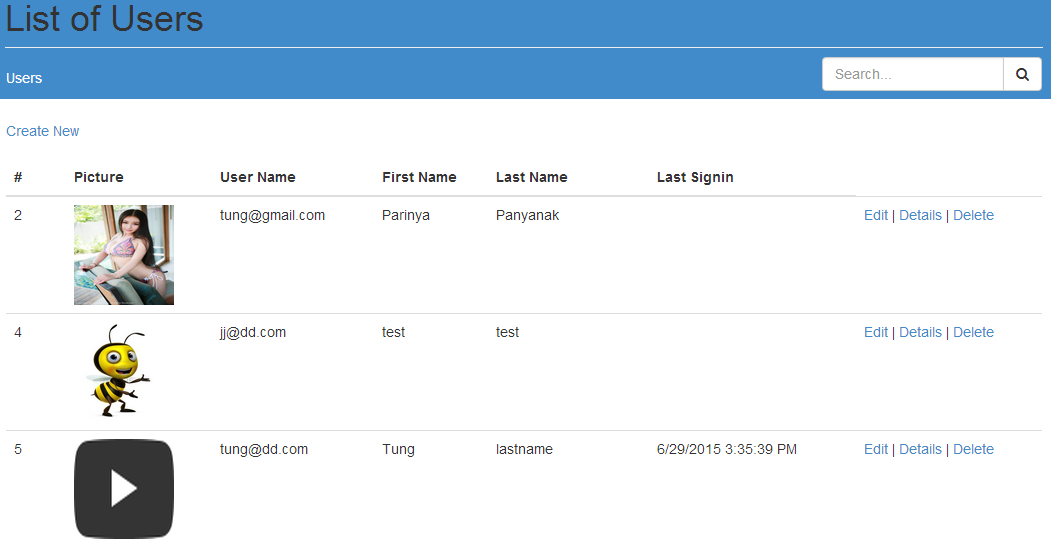 List of Users
Users
Search...
Create New
# Picture User Name First Name Last Name Last Signin
2 tung@gmail.com Parinya Panyanak Edit | Details | Delete
4 jj@dd.com test test Edit | Details | Delete
5 tung@dd.com Tung lastname 6/29/2015 3:35:39 PM Edit | Details | Delete